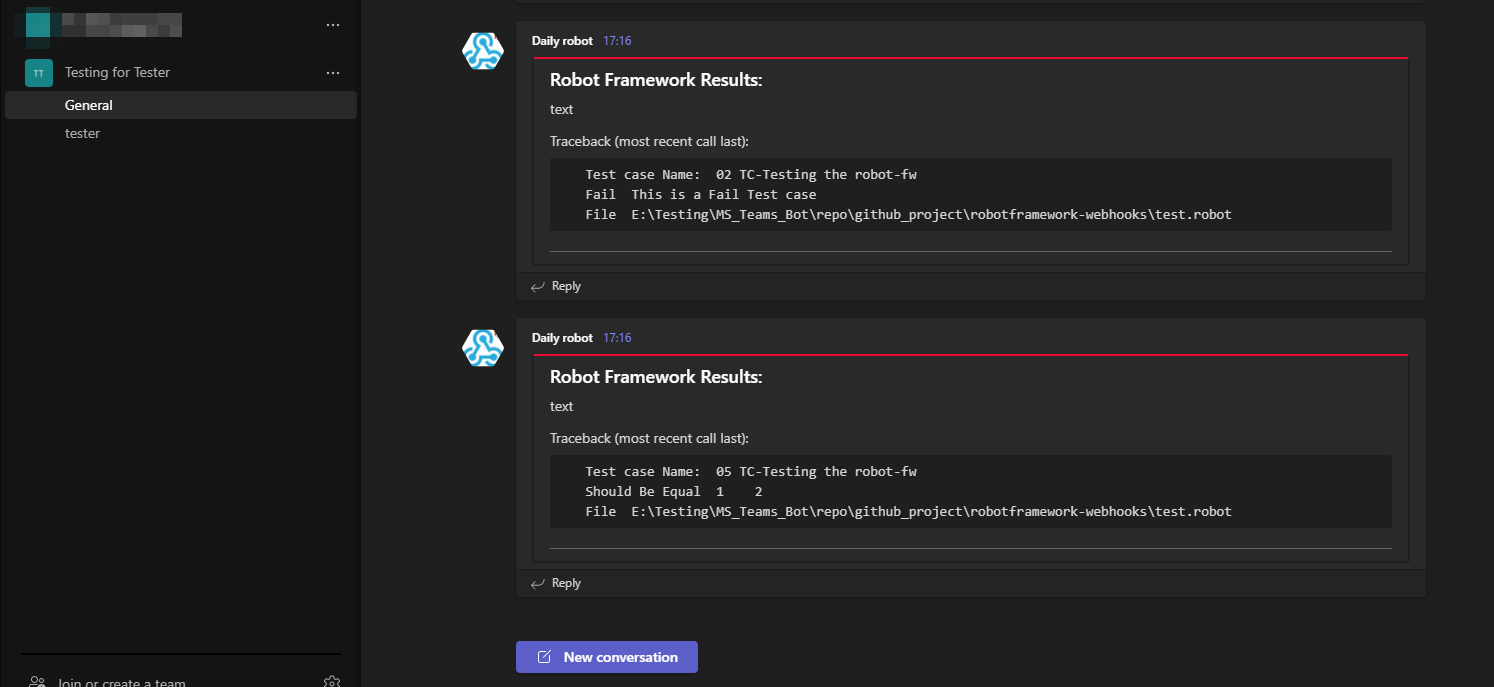 TT
Testing for Tester
General
tester
Join or create a team
Daily robot 17:16
Robot Framework Results:
text
Traceback (most recent call last):
Test case Name:  02 TC-Testing the robot-fw
Fail  This is a Fail Test case
File  E:\Testing\MS_Teams_Bot\repo\github_project\robotframework-webhooks\test.robot
Reply
Daily robot 17:16
Robot Framework Results:
text
Traceback (most recent call last):
Test case Name:  05 TC-Testing the robot-fw
Should Be Equal  1    2
File  E:\Testing\MS_Teams_Bot\repo\github_project\robotframework-webhooks\test.robot
Reply
New conversation